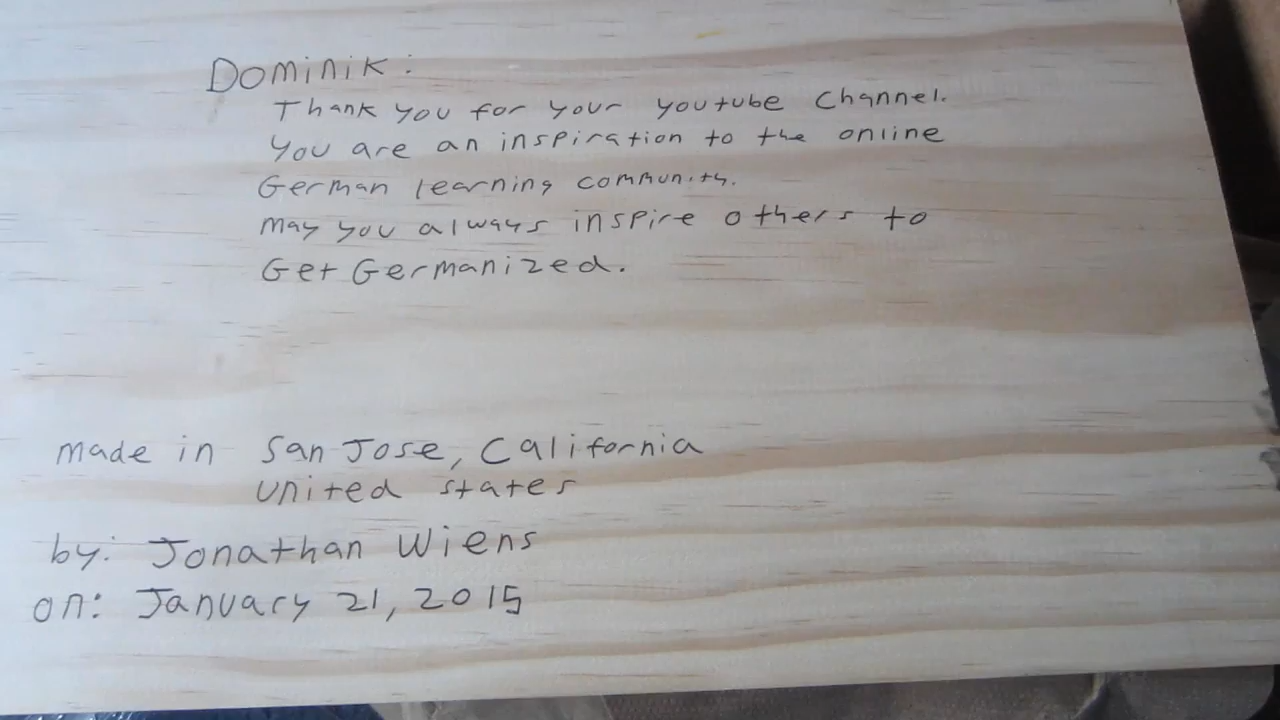 Dominik:
Thank you for your youtube channel.
You are an inspiration to the online
German learning community.
May you always inspire others to
Get Germanized.
made in San Jose, California
United States
by: Jonathan Wiens
on: January 21, 2015